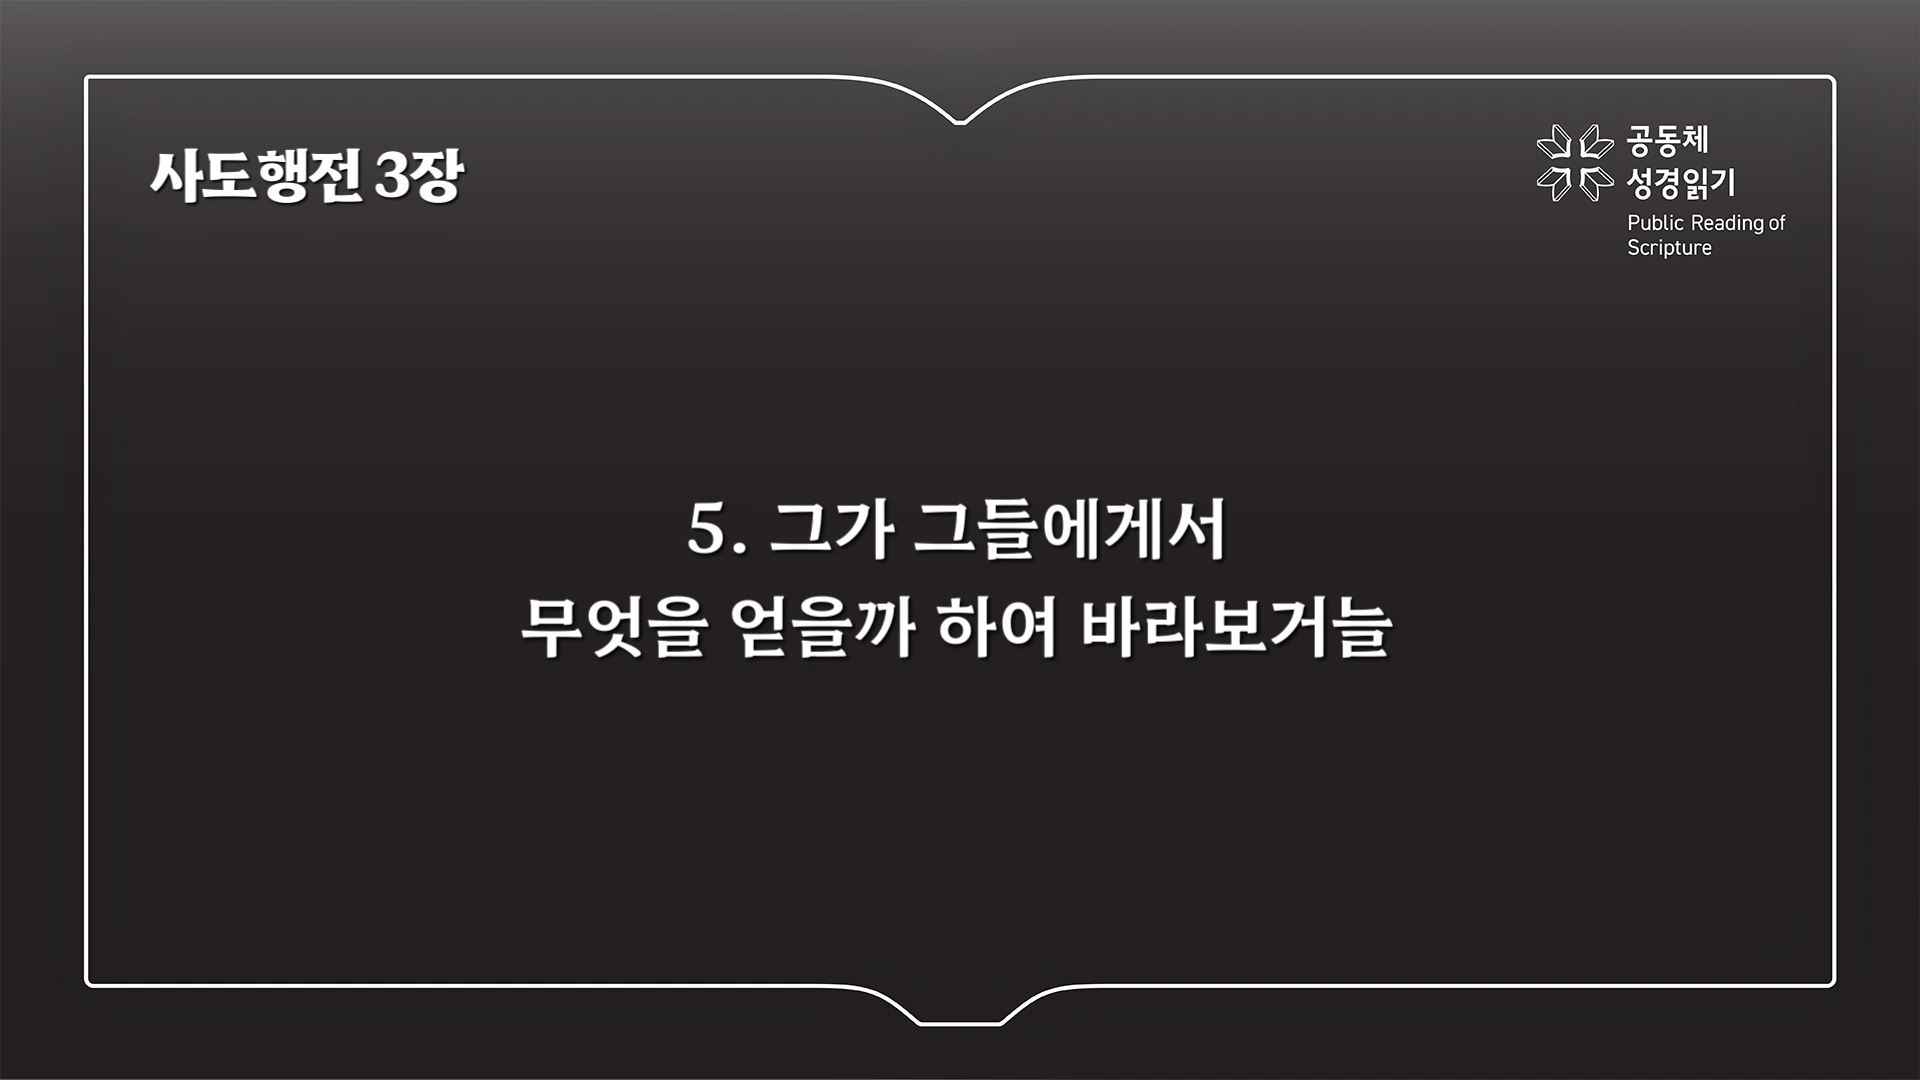 사도행전 3장
공동체
성경읽기
Public Reading of
Scripture
5. 그가 그들에게서
무엇을 얻을까 하여 바라보거늘